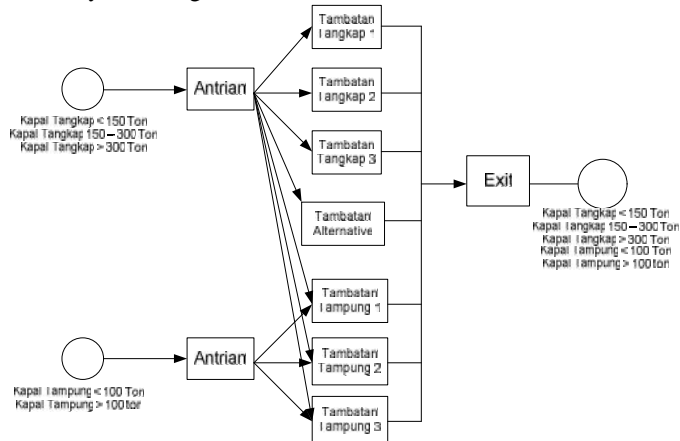 Tambatan
Tangkap 1
Antrian
Kapal Tangkap < 150 Ton
Kapal Tangkap 150 – 300 Ton
Kapal Tangkap > 300 Ton
Tambatan
Tangkap 2
Tambatan
Tangkap 3
Tambatan
Alternative
Exit
Kapal Tangkap < 150 Ton
Kapal Tangkap 150 – 300 Ton
Kapal Tangkap > 300 Ton
Kapal Tampung < 100 Ton
Kapal Tampung > 100 ton
Tambatan
Tampung 1
Antrian
Kapal Tampung < 100 Ton
Kapal Tampung > 100 ton
Tambatan
Tampung 2
Tambatan
Tampung 3